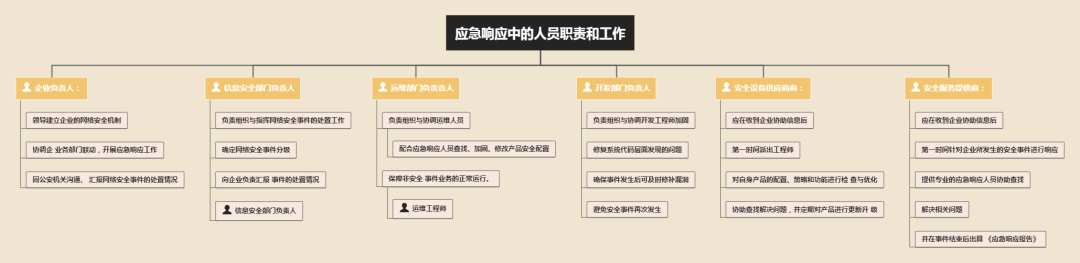 应急响应中的人员职责和工作
企业负责人：
领导建立企业的网络安全机制
协调企 业各部门联动，开展应急响应工作
同公安机关沟通、 汇报网络安全事件的处置情况
信息安全部门负责人
负责组织与指挥网络安全事件的处置工作
确定网络安全事件分级
向企业负责汇报 事件的处置情况
信息安全部门负责人
运维部门负责责人
负责组织与协调运维人员
配合应急响应人员查找、加固、修改产品安全配置
保障非安全 事件业务的正常运行。
运维工程师
开发部门负责人
负责组织与协调开发工程师加固
修复系统代码层面发现的问题
确保事件发生后可及时修补漏洞
避免安全事件再次发生
安全设备供应商商：
应在收到企业协助信息后
第一时间派出工程师
对自身产品的配置、策略和功能进行检 查与优化
协助查找解决问题，并定期对产品进行更新升 级
安全服务提供商：
应在收到企业协助信息后
第一时间针对企业所发生的安全事件进行响应
提供专业的应急响应人员协助查找
解决相关问题
并在事件结束后出具 《应急响应报告》